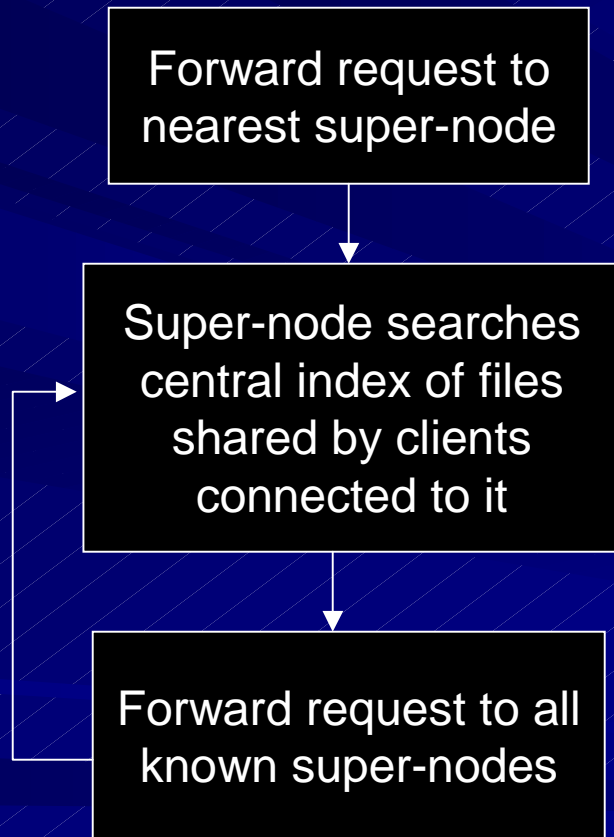 Forward request to
nearest super-node
Super-node searches
central index of files
shared by clients
connected to it
Forward request to all
known super-nodes